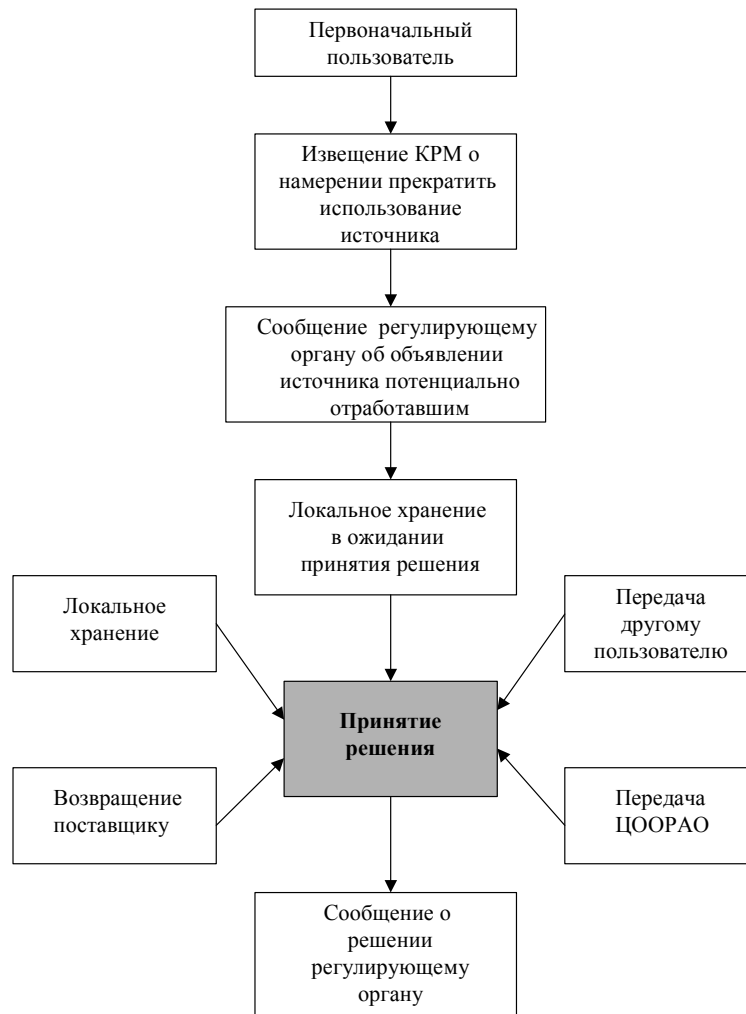 Первоначальный
пользователь
Извещение КРМ о
намерении прекратить
использование
источника
Сообщение регулирующему
органу об объявлении
источника потенциально
отработавшим
Локальное хранение
в ожидании
принятия решения
Локальное
хранение
Передача
другому
пользователю
Принятие
решения
Возвращение
поставщику
Передача
ЦООРАО
Сообщение о
решении
регулирующему
органу